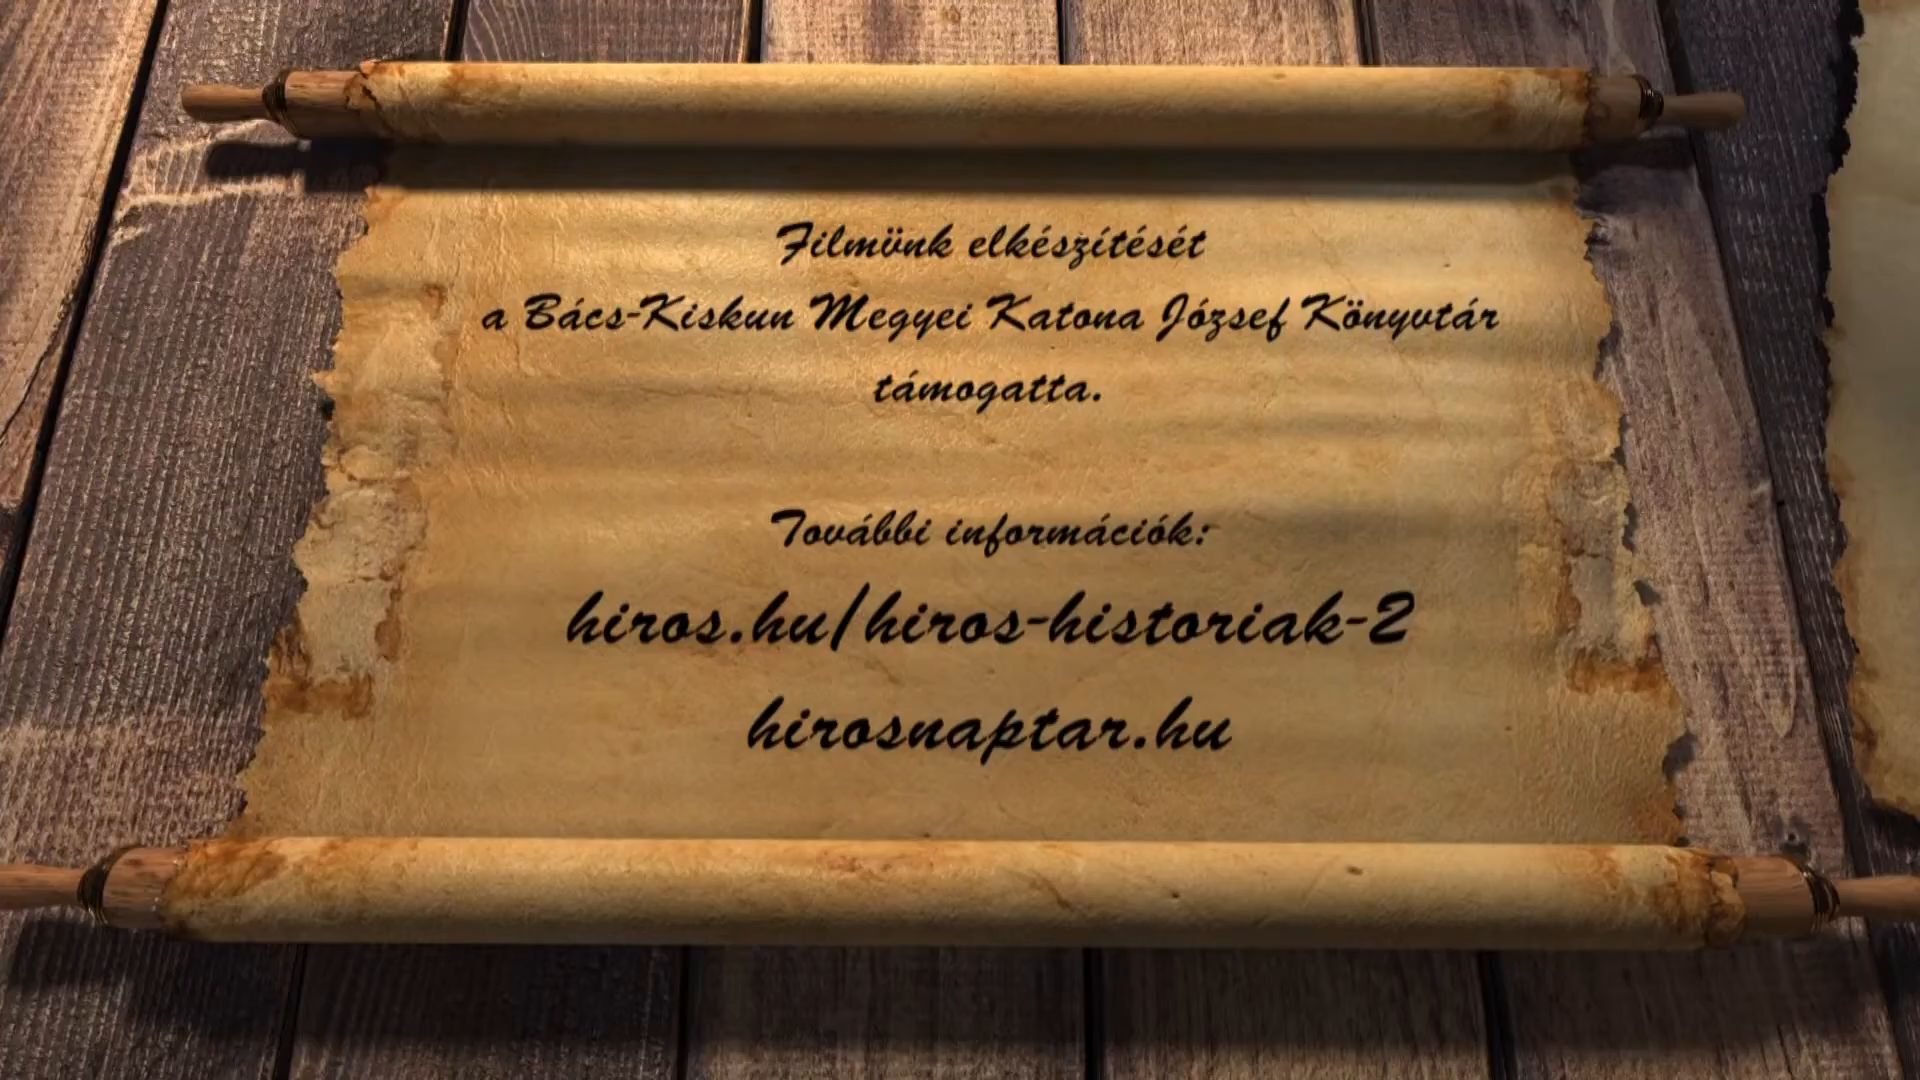 Filmünk elkészítését
a Bács-Kiskun Megyei Katona József Könyvtár
támogatta.
További információk:
hiros.hu/hiros-historiak-2
hirosnaptar.hu